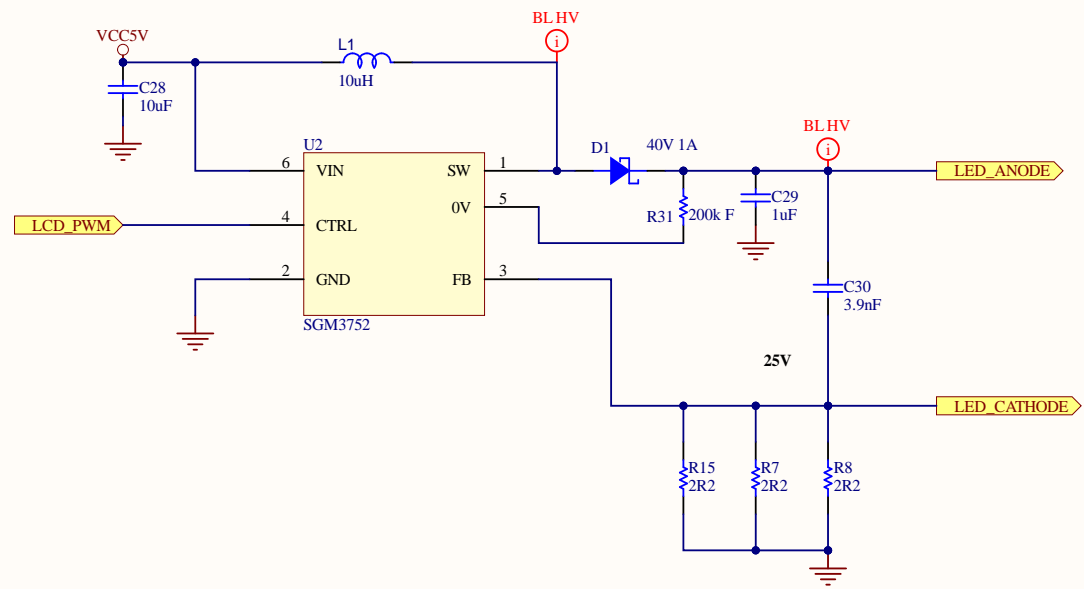 BL HV
i
VCC5V
L1
10uH
C28
10uF
U2
6
VIN
SW
1
0V
5
4
CTRL
2
GND
FB
3
SGM3752
LCD_PWM
D1
40V 1A
BL HV
i
LED_ANODE
R31
200k F
C29
1uF
C30
3.9nF
25V
LED_CATHODE
R15
2R2
R7
2R2
R8
2R2